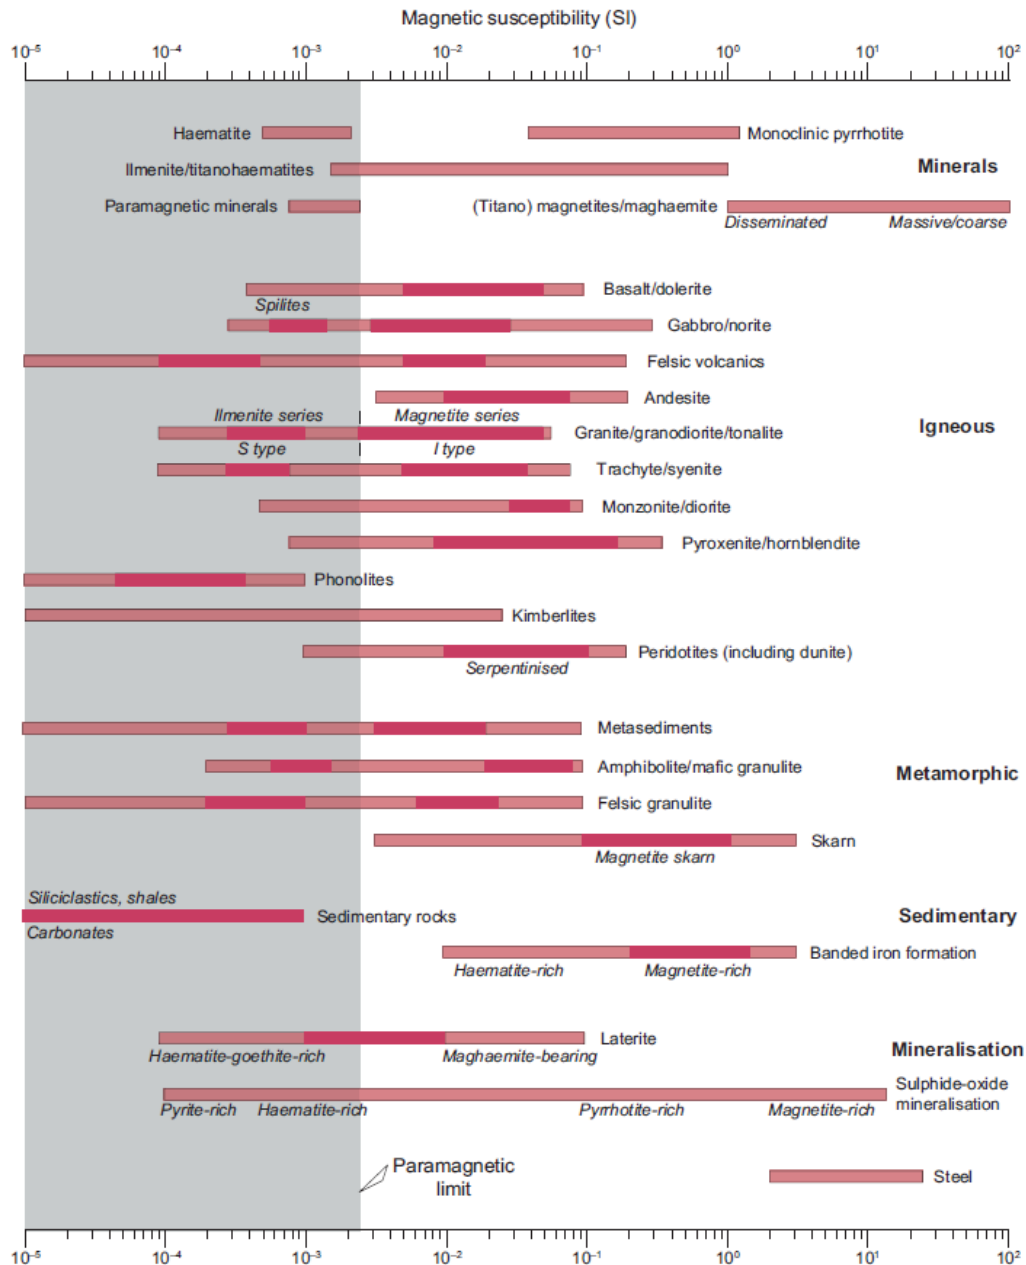 Magnetic susceptibility (SI)
10⁻⁵ 10⁻⁴ 10⁻³ 10⁻² 10⁻¹ 10⁰ 10¹ 10²
Haematite
Monoclinic pyrrhotite
Ilmenite/titanohaematites
Minerals
Paramagnetic minerals
(Titano) magnetites/maghaemite
Disseminated
Massive/coarse
Basalt/dolerite
Spilites
Gabbro/norite
Felsic volcanics
Andesite
Ilmenite series
Magnetite series
Igneous
Granite/granodiorite/tonalite
S type
I type
Trachyte/syenite
Monzonite/diorite
Pyroxenite/hornblendite
Phonolites
Kimberlites
Peridotites (including dunite)
Serpentinised
Metasediments
Amphibolite/mafic granulite
Metamorphic
Felsic granulite
Skarn
Magnetite skarn
Siliciclastics, shales
Sedimentary rocks
Sedimentary
Carbonates
Banded iron formation
Haematite-rich
Magnetite-rich
Laterite
Mineralisation
Haematite-goethite-rich
Maghaemite-bearing
Sulphide-oxide
mineralisation
Pyrite-rich
Haematite-rich
Pyrrhotite-rich
Magnetite-rich
Paramagnetic
limit
Steel
10⁻⁵ 10⁻⁴ 10⁻³ 10⁻² 10⁻¹ 10⁰ 10¹ 10²